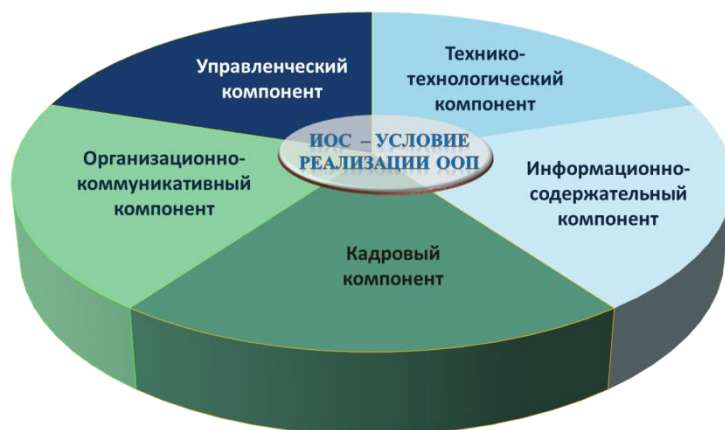 Управленческий
компонент
Технико-
технологический
компонент
ИОС – УСЛОВИЕ
РЕАЛИЗАЦИИ ООП
Организационно-
коммуникативный
компонент
Информационно-
содержательный
компонент
Кадровый
компонент